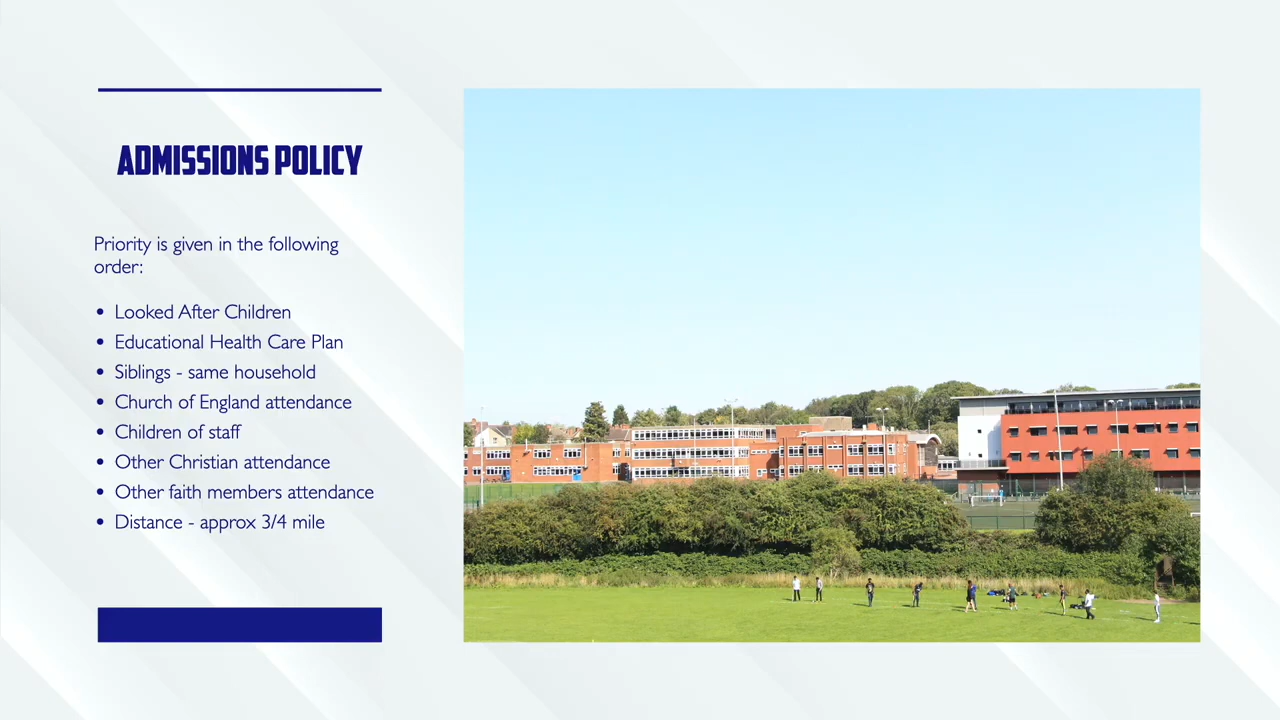 ADMISSIONS POLICY
Priority is given in the following
order:
• Looked After Children
• Educational Health Care Plan
• Siblings - same household
• Church of England attendance
• Children of staff
• Other Christian attendance
• Other faith members attendance
• Distance - approx 3/4 mile